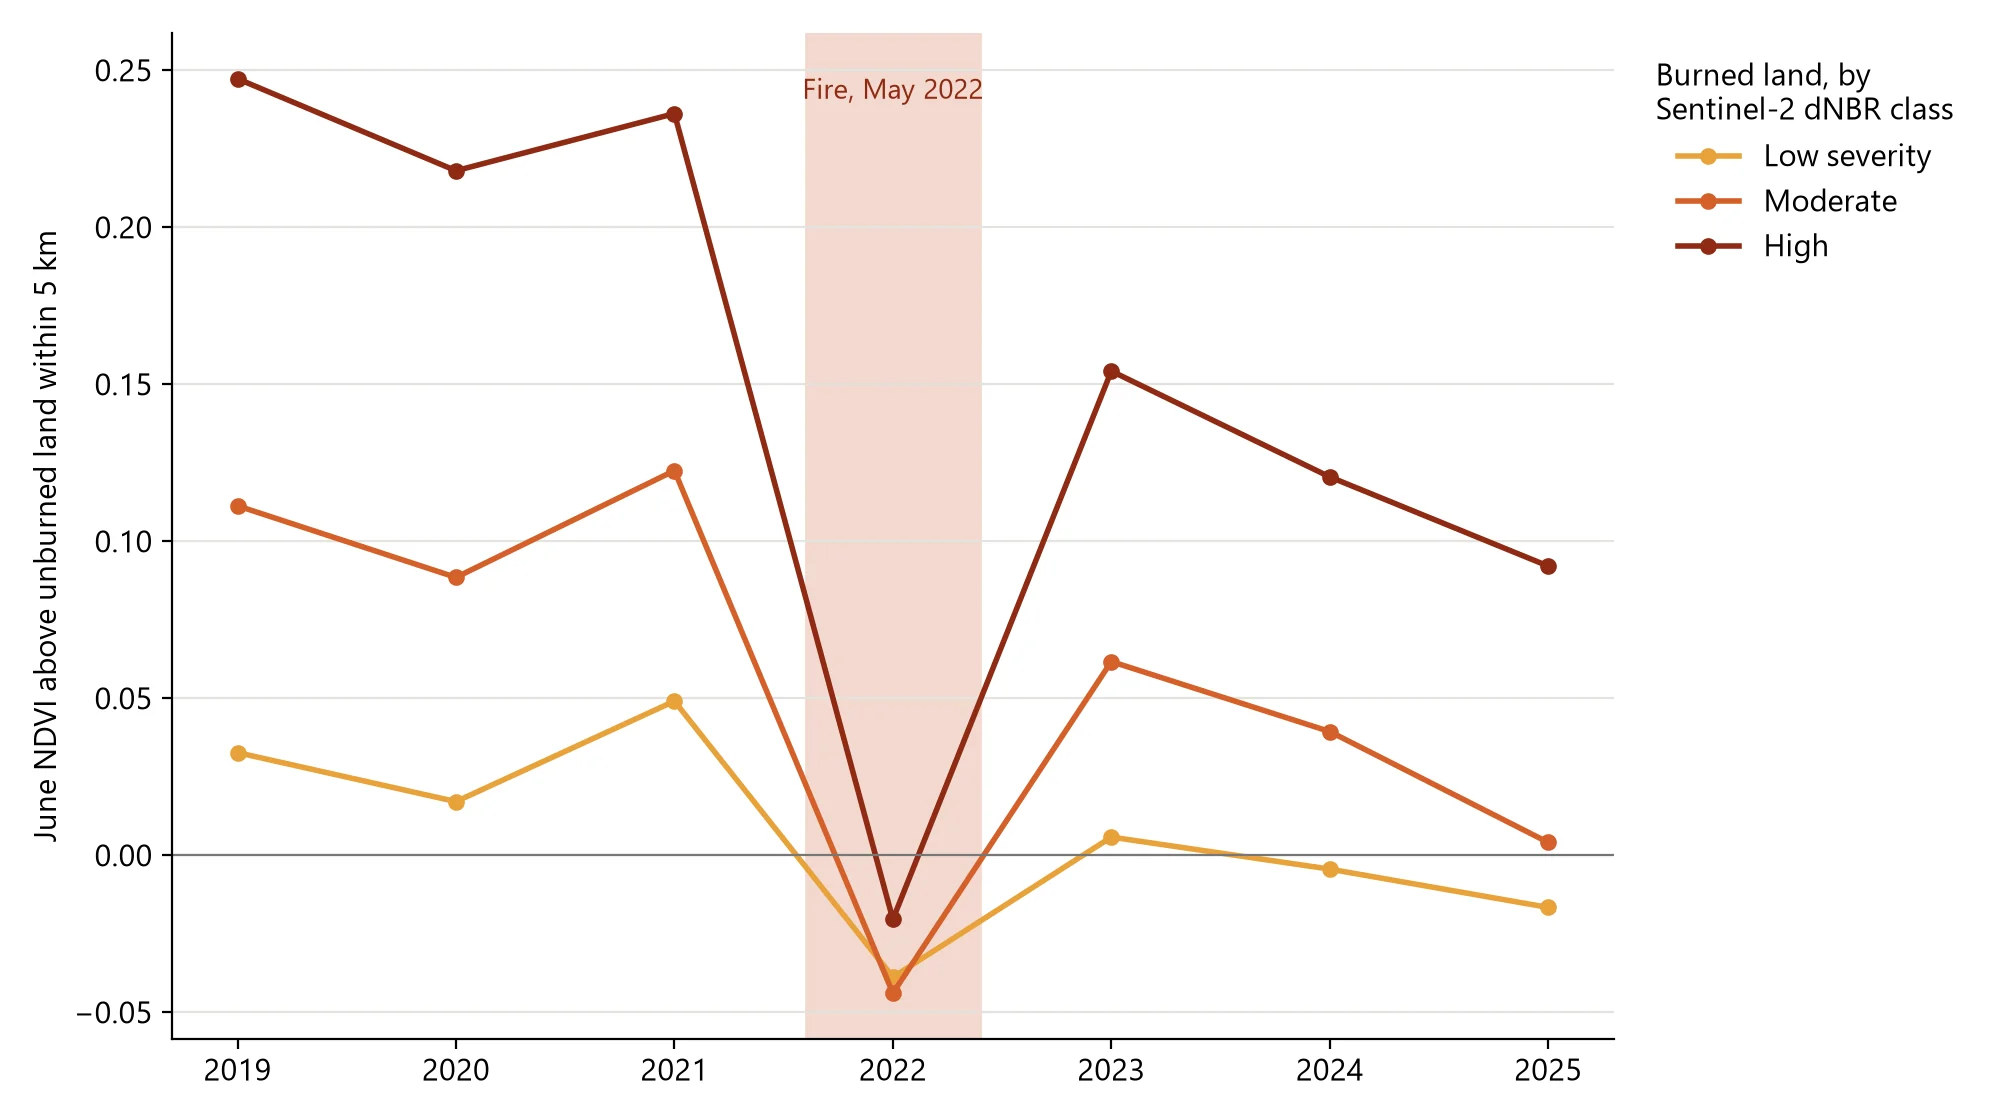 Fire, May 2022
Burned land, by
Sentinel-2 dNBR class
Low severity
Moderate
High
June NDVI above unburned land within 5 km
0.25
0.20
0.15
0.10
0.05
0.00
−0.05
2019 2020 2021 2022 2023 2024 2025